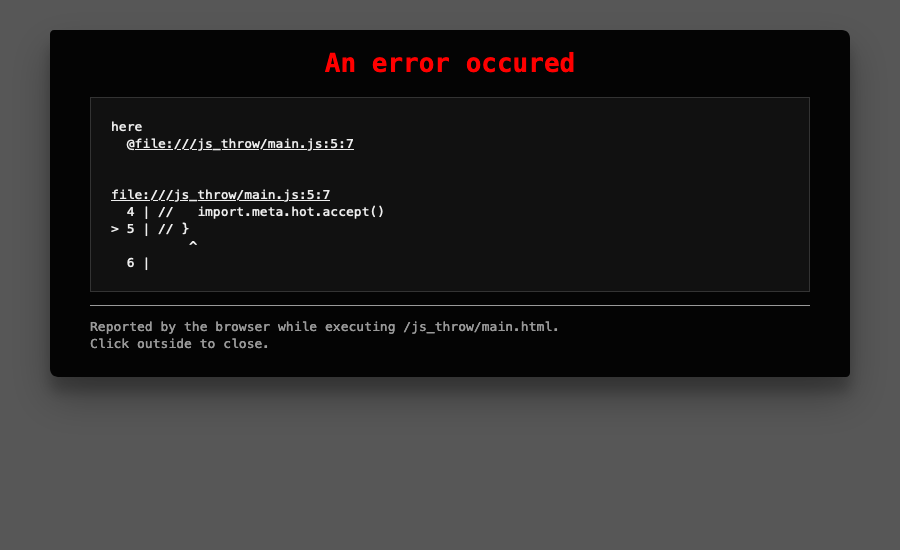 An error occured
here
  @file:///js_throw/main.js:5:7
file:///js_throw/main.js:5:7
  4 | //   import.meta.hot.accept()
> 5 | // }
          ^
  6 |
Reported by the browser while executing /js_throw/main.html.
Click outside to close.